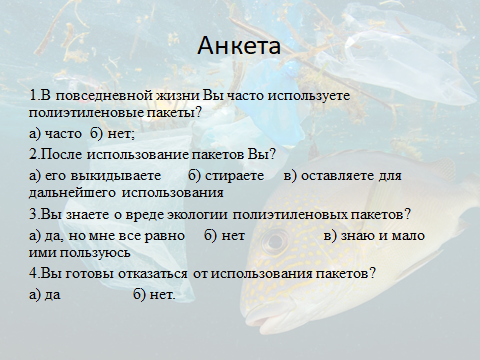 Анкета
1.В повседневной жизни Вы часто используете
полиэтиленовые пакеты?
а) часто б) нет;
2.После использование пакетов Вы?
а) его выкидываете б) стираете в) оставляете для
дальнейшего использования
3.Вы знаете о вреде экологии полиэтиленовых пакетов?
а) да, но мне все равно б) нет в) знаю и мало
ими пользуюсь
4.Вы готовы отказаться от использования пакетов?
а) да б) нет.